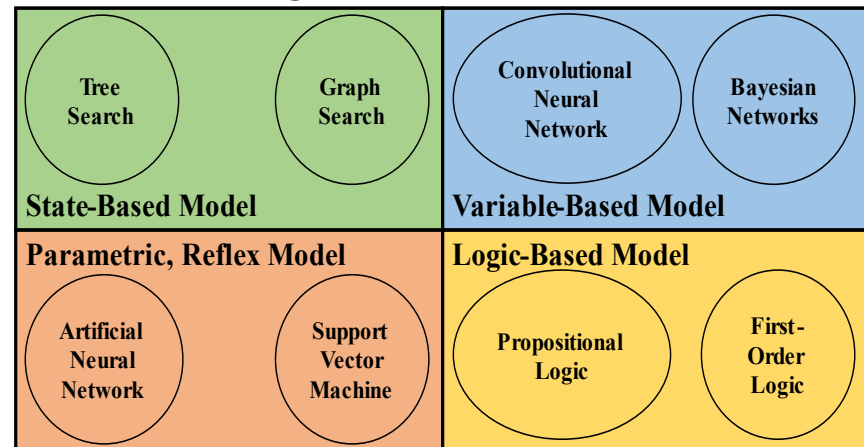 Tree
Search
Graph
Search
State-Based Model
Convolutional
Neural
Network
Bayesian
Networks
Variable-Based Model
Parametric, Reflex Model
Artificial
Neural
Network
Support
Vector
Machine
Logic-Based Model
Propositional
Logic
First-
Order
Logic